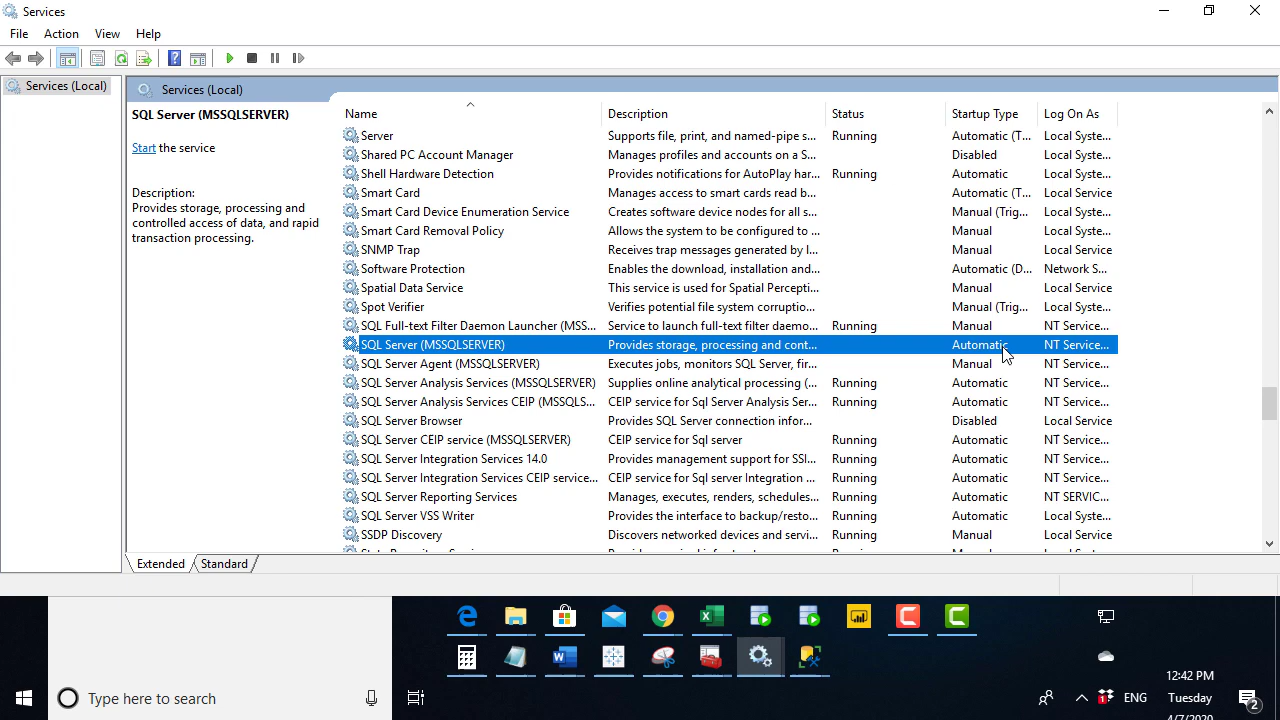 Services
File Action View Help
Services (Local)
Services (Local)
SQL Server (MSSQLSERVER)
Start the service
Description:
Provides storage, processing and
controlled access of data, and rapid
transaction processing.
Name Description Status Startup Type Log On As
Server Supports file, print, and named-pipe s... Running Automatic (T... Local Syste...
Shared PC Account Manager Manages profiles and accounts on a S... Disabled Local Syste...
Shell Hardware Detection Provides notifications for AutoPlay har... Running Automatic Local Syste...
Smart Card Manages access to smart cards read b... Automatic (T... Local Service
Smart Card Device Enumeration Service Creates software device nodes for all s... Manual (Trig... Local Syste...
Smart Card Removal Policy Allows the system to be configured to ... Manual Local Syste...
SNMP Trap Receives trap messages generated by l... Manual Local Service
Software Protection Enables the download, installation and... Automatic (D... Network S...
Spatial Data Service This service is used for Spatial Percepti... Manual Local Service
Spot Verifier Verifies potential file system corruptio... Manual (Trig... Local Syste...
SQL Full-text Filter Daemon Launcher (MSS... Service to launch full-text filter daemo... Running Manual NT Service...
SQL Server (MSSQLSERVER) Provides storage, processing and cont... Automatic NT Service...
SQL Server Agent (MSSQLSERVER) Executes jobs, monitors SQL Server, fir... Manual NT Service...
SQL Server Analysis Services (MSSQLSERVER) Supplies online analytical processing (... Running Automatic NT Service...
SQL Server Analysis Services CEIP (MSSQLS... CEIP service for Sql Server Analysis Ser... Running Automatic NT Service...
SQL Server Browser Provides SQL Server connection infor... Disabled Local Service
SQL Server CEIP service (MSSQLSERVER) CEIP service for Sql server Running Automatic NT Service...
SQL Server Integration Services 14.0 Provides management support for SSI... Running Automatic NT Service...
SQL Server Integration Services CEIP service... CEIP service for Sql server Integration ... Running Automatic NT Service...
SQL Server Reporting Services Manages, executes, renders, schedules... Running Automatic NT SERVIC...
SQL Server VSS Writer Provides the interface to backup/resto... Running Automatic Local Syste...
SSDP Discovery Discovers networked devices and servi... Running Manual Local Service
Extended Standard
12:42 PM
Type here to search ENG Tuesday 2
4/7/2020